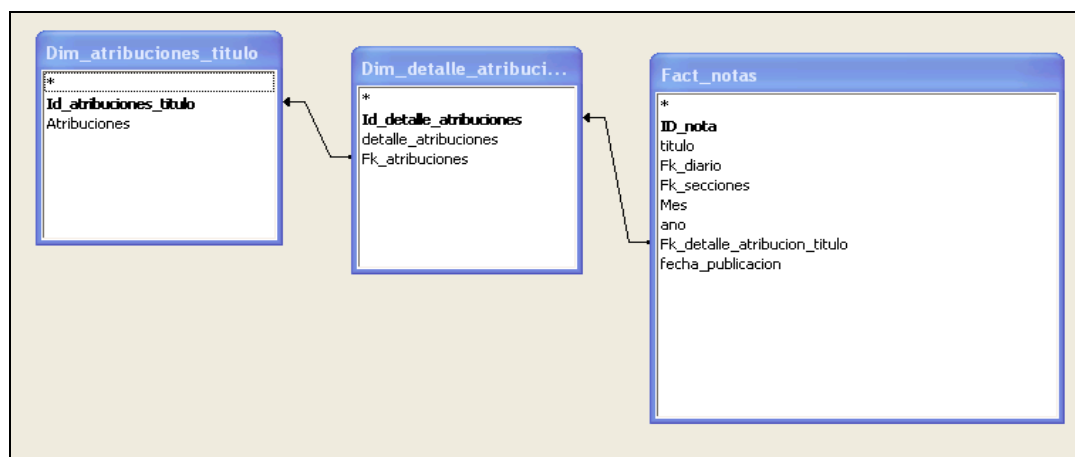 Dim_atribuciones_titulo
*
Id_atribuciones_titulo
Atribuciones
Dim_detalle_atribuci...
*
Id_detalle_atribuciones
detalle_atribuciones
Fk_atribuciones
Fact_notas
*
ID_nota
titulo
Fk_diario
Fk_secciones
Mes
ano
Fk_detalle_atribucion_titulo
fecha_publicacion